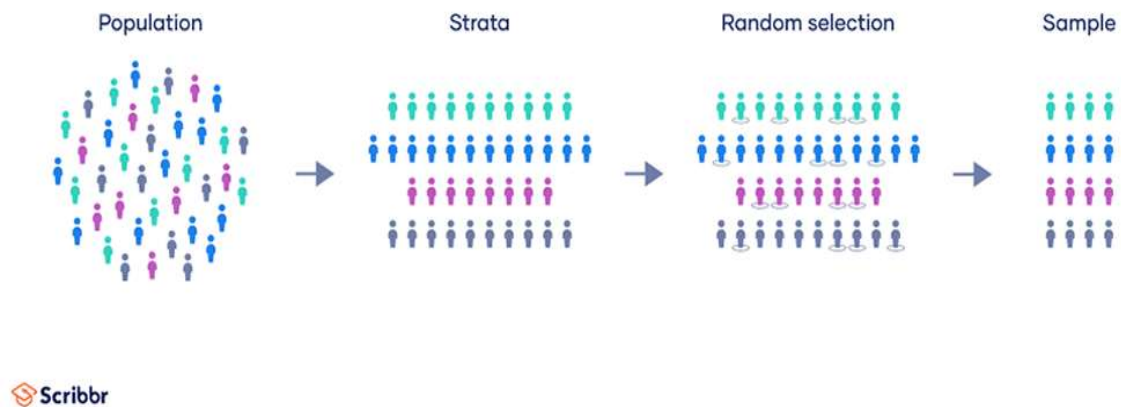 Population
Strata
Random selection
Sample
Scribbr